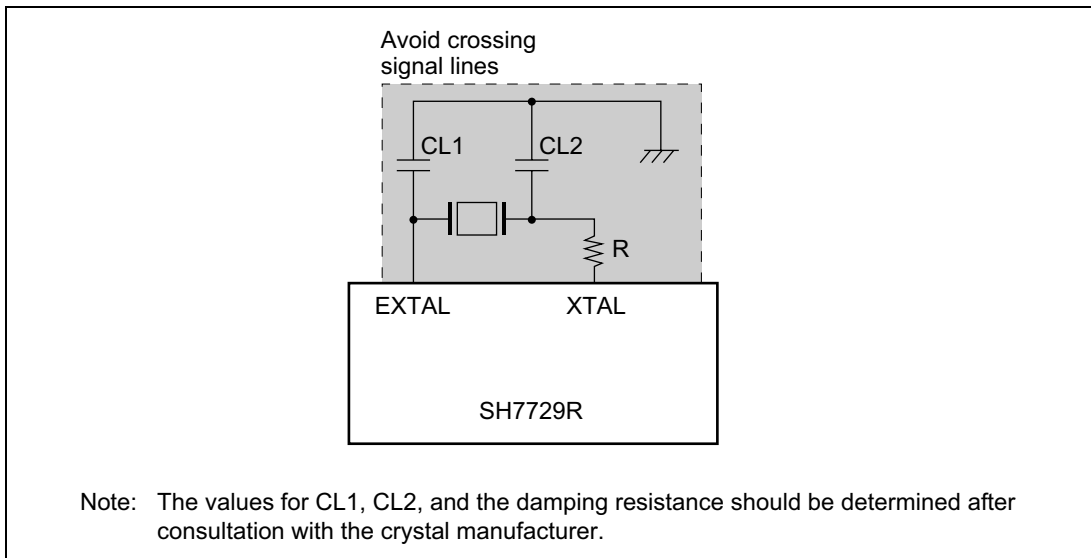 Avoid crossing
signal lines
CL1
CL2
R
EXTAL
XTAL
SH7729R
Note: The values for CL1, CL2, and the damping resistance should be determined after
consultation with the crystal manufacturer.